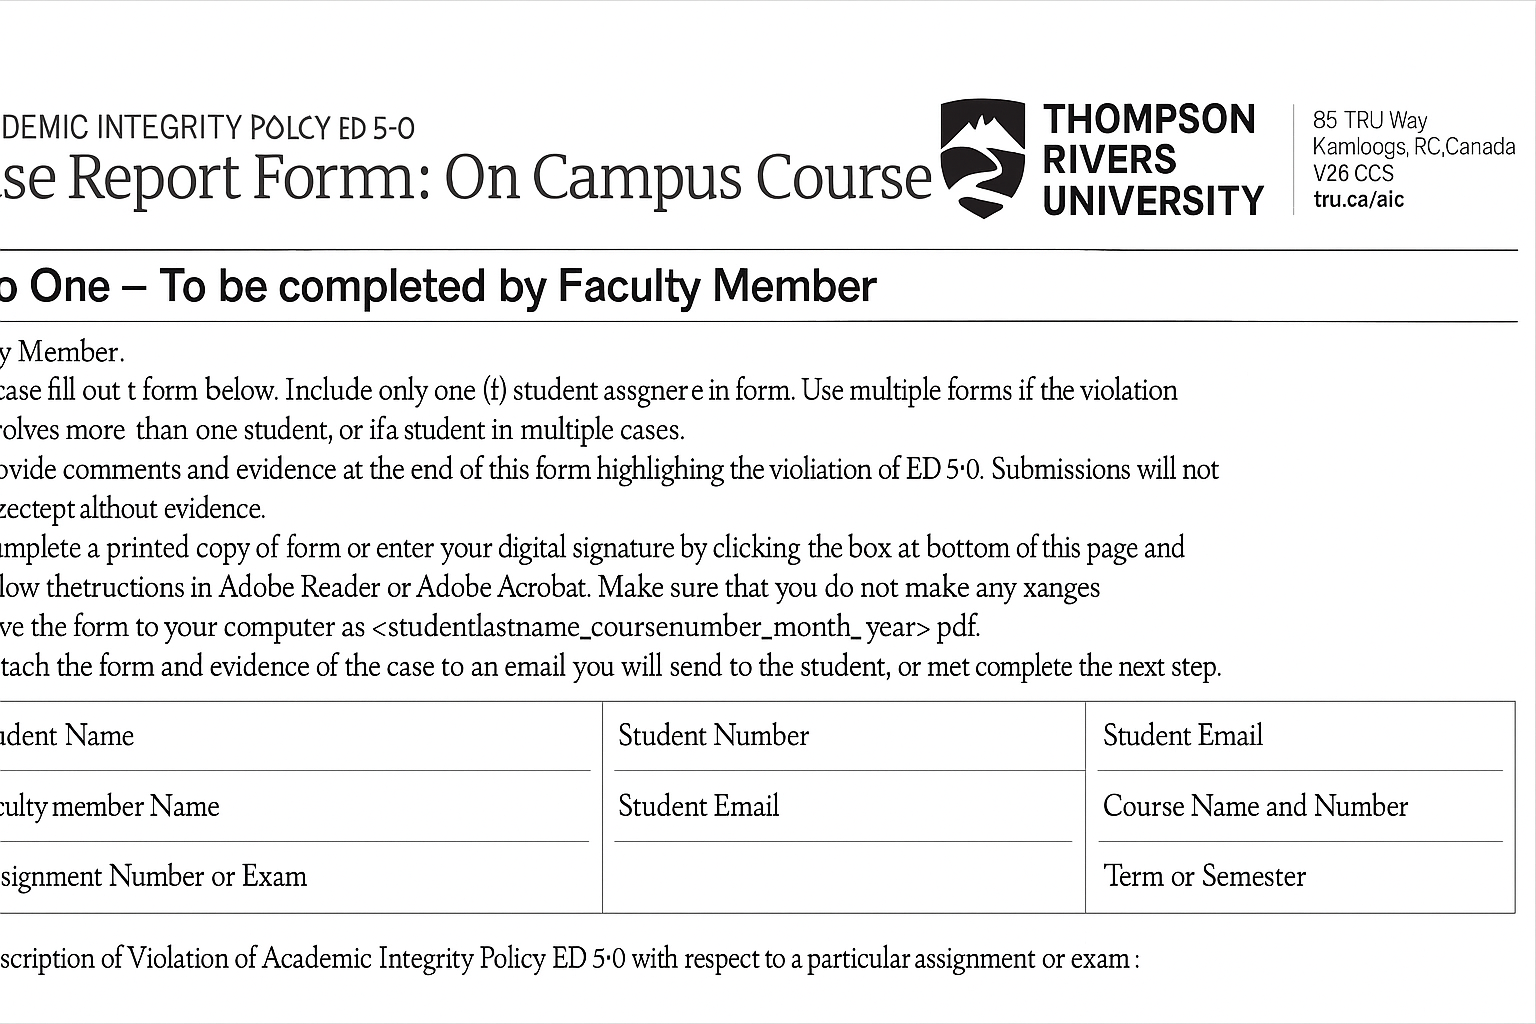 DEMIC INTEGRITY POLCY ED 5-0
se Report Form: On Campus Course
THOMPSON
RIVERS
UNIVERSITY
85 TRU Way
Kamloogs, RC,Canada
V26 CCS
tru.ca/aic
o One – To be completed by Faculty Member
y Member.
case fill out t form below. Include only one (t) student assgnere in form. Use multiple forms if the violation
rolves more than one student, or ifa student in multiple cases.
ovide comments and evidence at the end of this form highlighing the violiation of ED 5·0. Submissions will not
zectept althout evidence.
umplete a printed copy of form or enter your digital signature by clicking the box at bottom of this page and
low thetructions in Adobe Reader or Adobe Acrobat. Make sure that you do not make any xanges
ve the form to your computer as <studentlastname_coursenumber_month_year> pdf.
tach the form and evidence of the case to an email you will send to the student, or met complete the next step.
udent Name
Student Number
Student Email
culty member Name
Student Email
Course Name and Number
signment Number or Exam
Term or Semester
scription of Violation of Academic Integrity Policy ED 5·0 with respect to a particular assignment or exam :